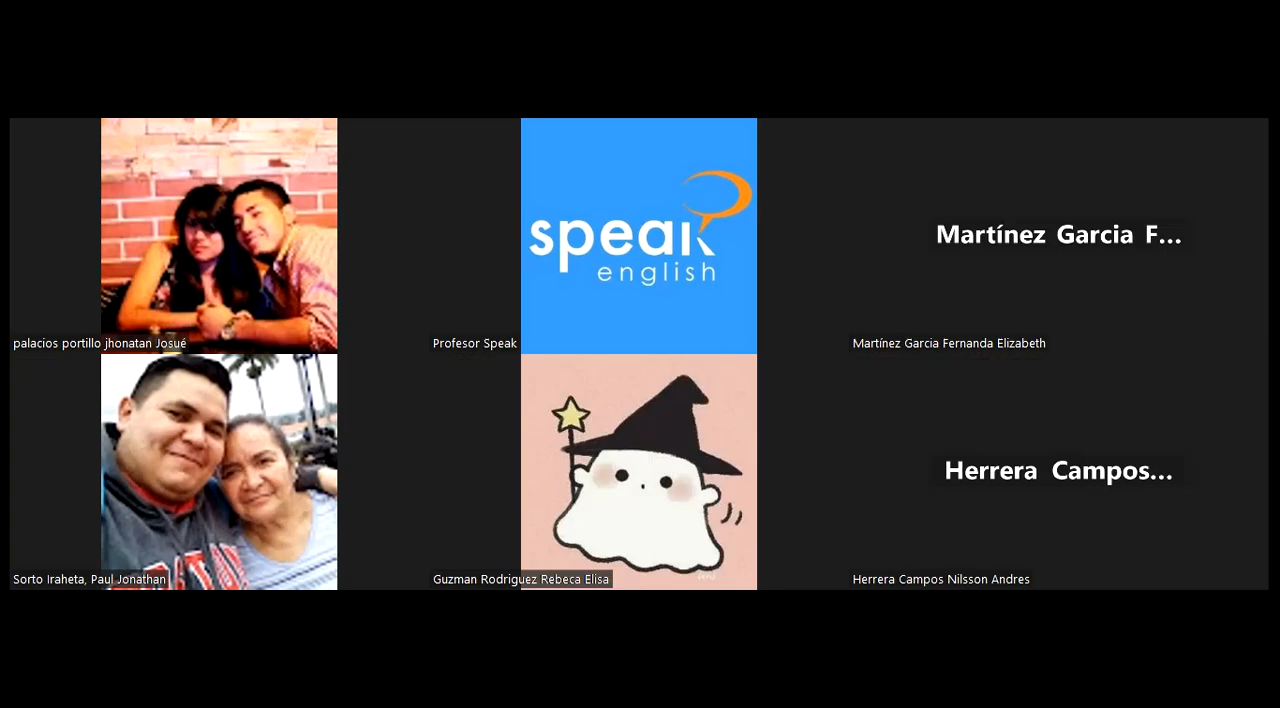 speak
english
Martínez Garcia F...
palacios portillo jhonatan Josué
Profesor Speak
Martínez Garcia Fernanda Elizabeth
Herrera Campos...
Sorto Iraheta, Paul Jonathan
Guzman Rodriguez Rebeca Elisa
Herrera Campos Nilsson Andres